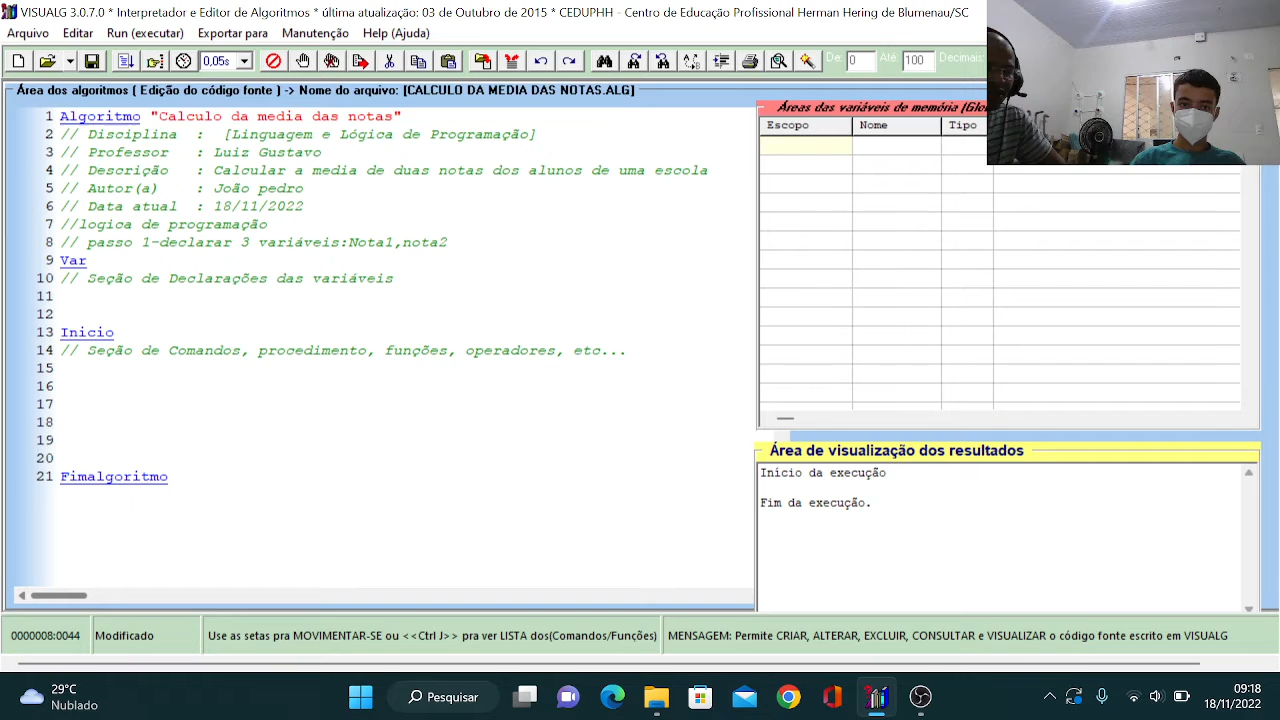 VISUALG 3.0.7.0 * Interpretador e Editor de Algoritmos * última atualização: 03 de Outubro de 2015 * CEDUPHH - Centro de Educação Profissional Herman Hering de Blumenau/SC
Arquivo Editar Run (executar) Exportar para Manutenção Help (Ajuda)
0,05s De: 0 Até 100 Decimais:
Área dos algoritmos ( Edição do código fonte ) -> Nome do arquivo: [CALCULO DA MEDIA DAS NOTAS.ALG]
1 Algoritmo "Calculo da media das notas"
2 // Disciplina : [Linguagem e Lógica de Programação]
3 // Professor : Luiz Gustavo
4 // Descrição : Calcular a media de duas notas dos alunos de uma escola
5 // Autor(a) : João pedro
6 // Data atual : 18/11/2022
7 //logica de programação
8 // passo 1-declarar 3 variáveis:Nota1,nota2
9 Var
10 // Seção de Declarações das variáveis
11
12
13 Inicio
14 // Seção de Comandos, procedimento, funções, operadores, etc...
15
16
17
18
19
20
21 Fimalgoritmo
Áreas das variáveis de memória (Glo
Escopo Nome Tipo
Área de visualização dos resultados
Início da execução
Fim da execução.
0000008:0044 Modificado Use as setas pra MOVIMENTAR-SE ou <<Ctrl J>> pra ver LISTA dos(Comandos/Funções) MENSAGEM: Permite CRIAR, ALTERAR, EXCLUIR, CONSULTAR e VISUALIZAR o código fonte escrito em VISUALG
29°C
Nublado
Pesquisar
09:18
18/11/2022